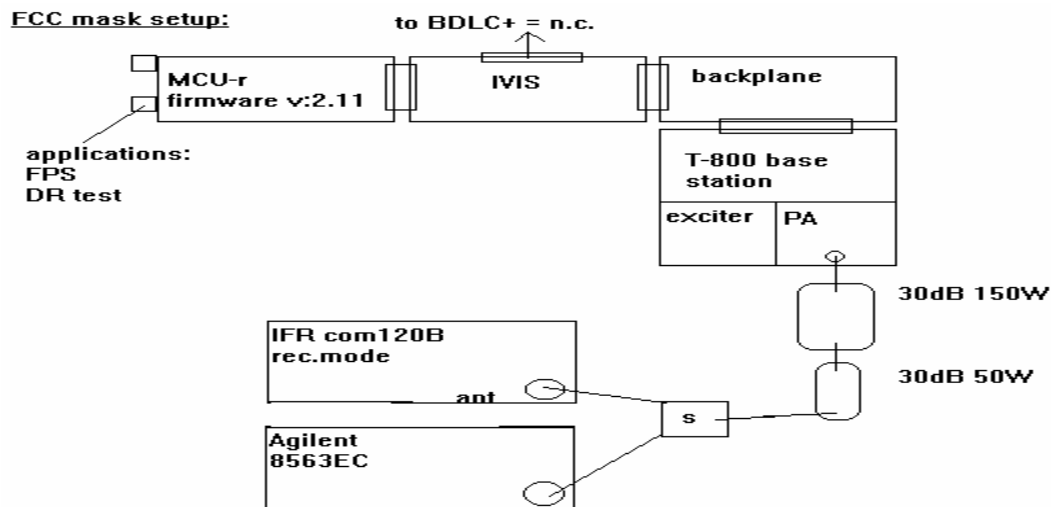 FCC mask setup:
to BDLC+ = n.c.
MCU-r
firmware v:2.11
IVIS
backplane
applications:
FPS
DR test
T-800 base
station
exciter
PA
30dB 150W
30dB 50W
IFR com120B
rec.mode
ant
s
Agilent
8563EC